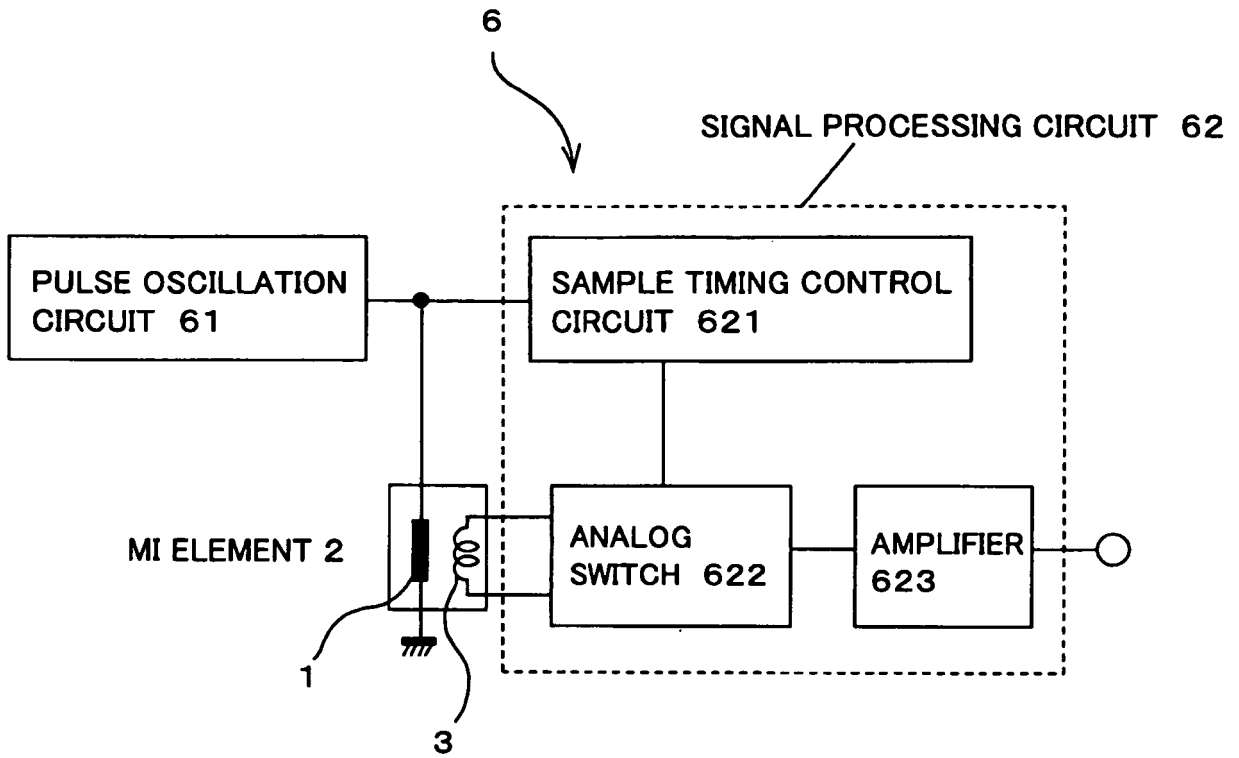 6
SIGNAL PROCESSING CIRCUIT 62
PULSE OSCILLATION
CIRCUIT 61
SAMPLE TIMING CONTROL
CIRCUIT 621
MI ELEMENT 2
ANALOG
SWITCH 622
AMPLIFIER
623
1
3